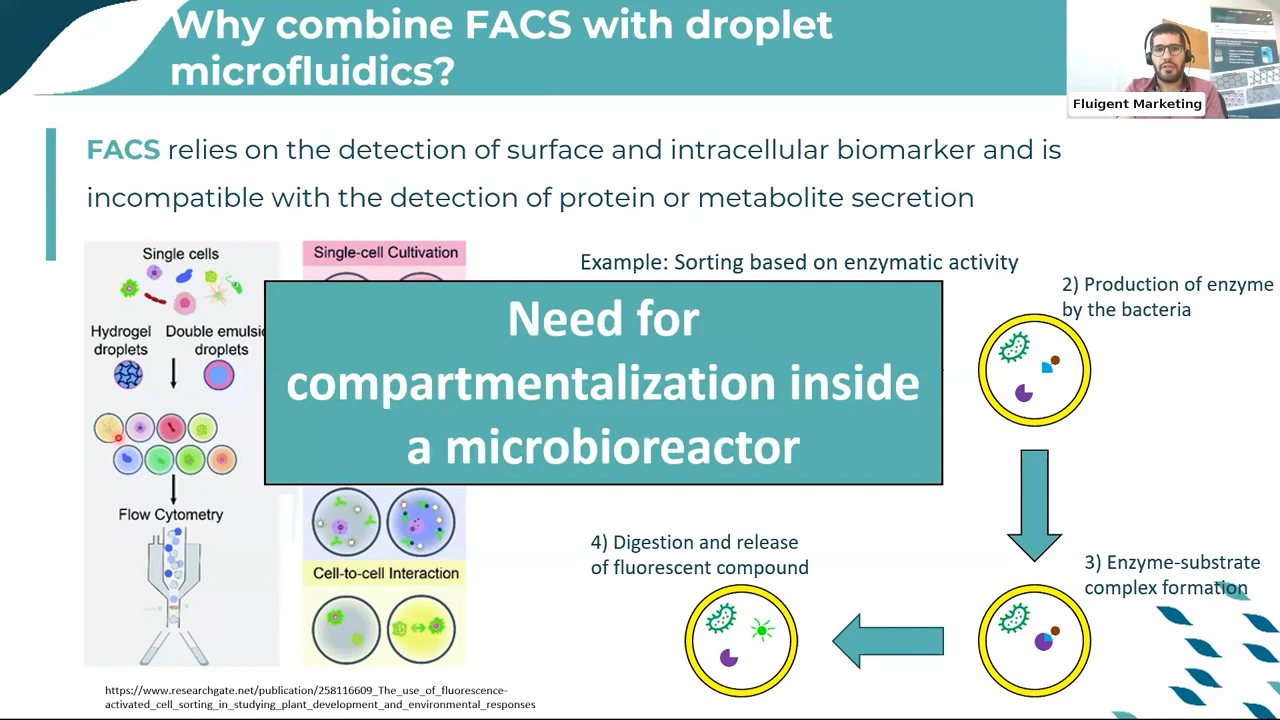 Why combine FACS with droplet
microfluidics?
Fluigent Marketing
FACS relies on the detection of surface and intracellular biomarker and is
incompatible with the detection of protein or metabolite secretion
Single cells
Hydrogel
droplets
Double emulsio
droplets
Flow Cytometry
Single-cell Cultivation
Cell-to-cell Interaction
Example: Sorting based on enzymatic activity
Need for
compartmentalization inside
a microbioreactor
2) Production of enzyme
by the bacteria
3) Enzyme-substrate
complex formation
4) Digestion and release
of fluorescent compound
https://www.researchgate.net/publication/258116609_The_use_of_fluorescence-
activated_cell_sorting_in_studying_plant_development_and_environmental_responses